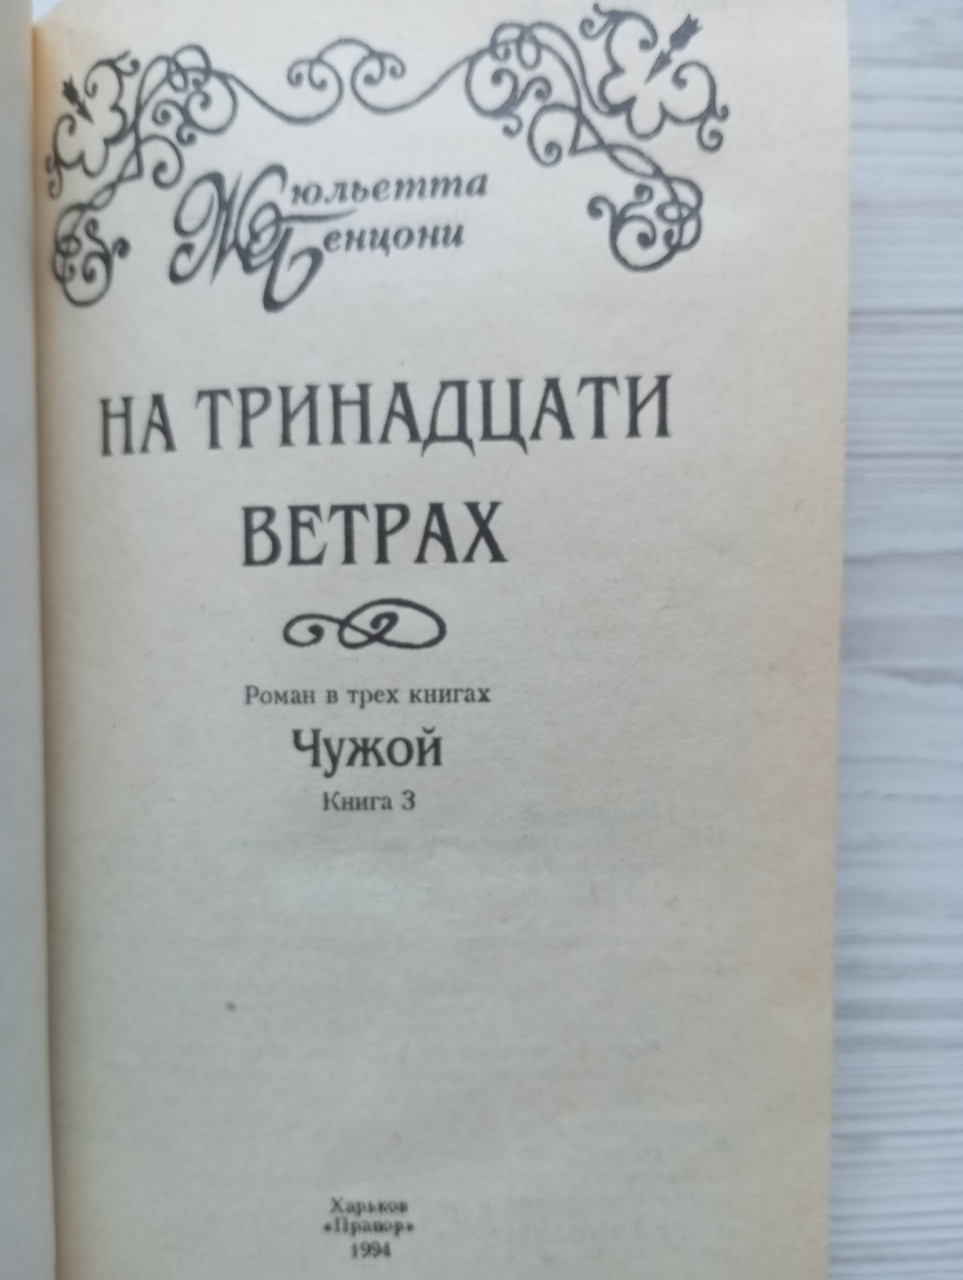 Жюльетта
Бенцони
НА ТРИНАДЦАТИ
ВЕТРАХ
Роман в трех книгах
Чужой
Книга 3
Харьков
«Прапор»
1994